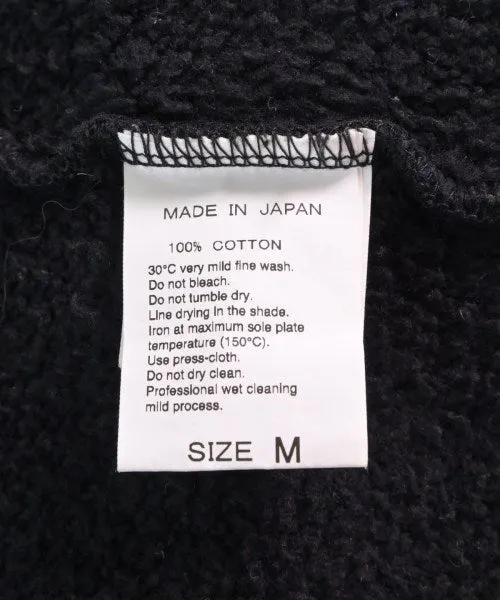 MADE IN JAPAN
100% COTTON
30°C very mild fine wash.
Do not bleach.
Do not tumble dry.
Line drying in the shade.
Iron at maximum sole plate
temperature (150°C).
Use press-cloth.
Do not dry clean.
Professional wet cleaning
mild process.
SIZE M